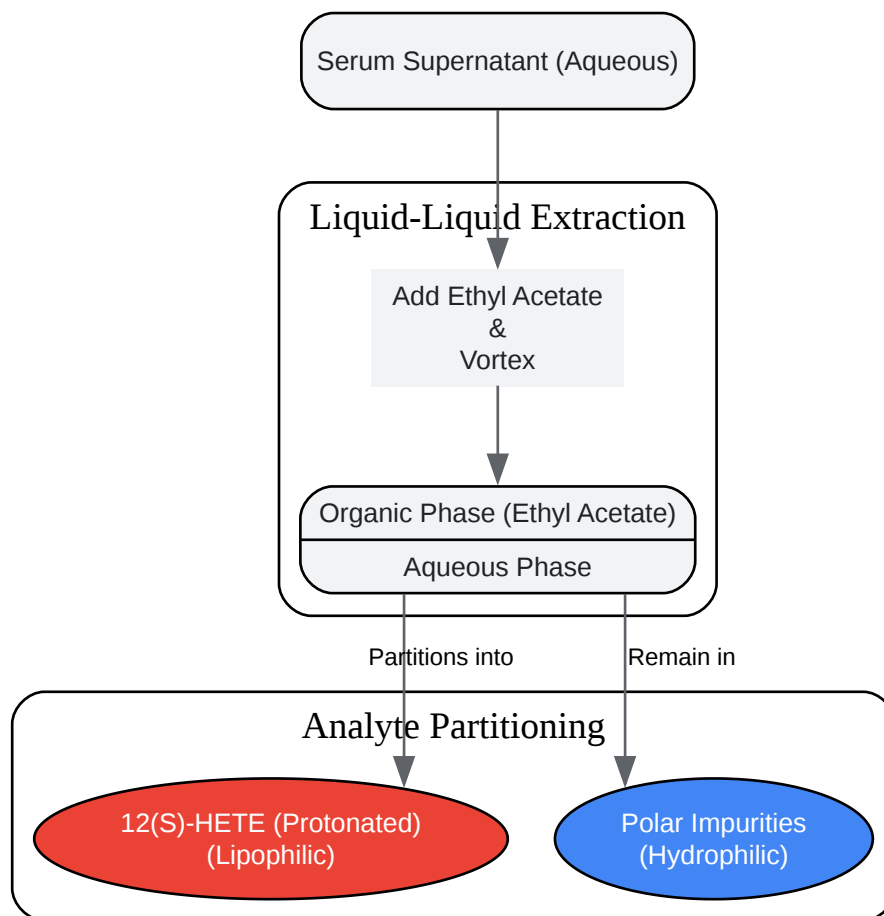 Serum Supernatant (Aqueous)
Liquid-Liquid Extraction
Add Ethyl Acetate
&
Vortex
Organic Phase (Ethyl Acetate)
Aqueous Phase
Partitions into
Remain in
Analyte Partitioning
12(S)-HETE (Protonated)
(Lipophilic)
Polar Impurities
(Hydrophilic)